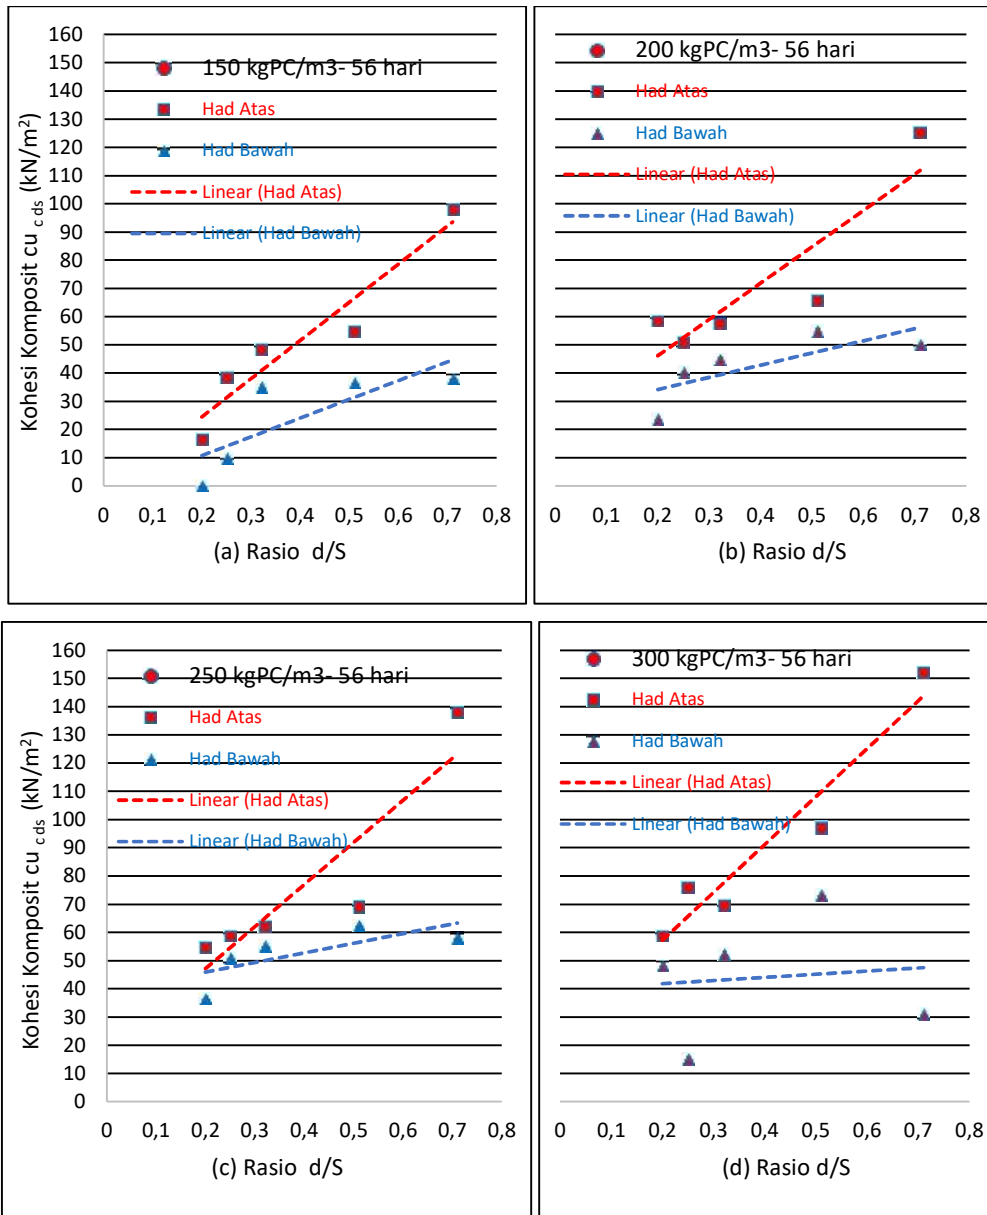 160
150
140
130
120
110
100
90
80
70
60
50
40
30
20
10
0
Kohesi Komposit cu c ds (kN/m²)
150 kgPC/m3- 56 hari
Had Atas
Had Bawah
Linear (Had Atas)
Linear (Had Bawah)
0 0,1 0,2 0,3 0,4 0,5 0,6 0,7 0,8
(a) Rasio d/S
200 kgPC/m3- 56 hari
Had Atas
Had Bawah
Linear (Had Atas)
Linear (Had Bawah)
0 0,1 0,2 0,3 0,4 0,5 0,6 0,7 0,8
(b) Rasio d/S
160
150
140
130
120
110
100
90
80
70
60
50
40
30
20
10
0
Kohesi Komposit cu c ds (kN/m²)
250 kgPC/m3- 56 hari
Had Atas
Had Bawah
Linear (Had Atas)
Linear (Had Bawah)
0 0,1 0,2 0,3 0,4 0,5 0,6 0,7 0,8
(c) Rasio d/S
300 kgPC/m3- 56 hari
Had Atas
Had Bawah
Linear (Had Atas)
Linear (Had Bawah)
0 0,1 0,2 0,3 0,4 0,5 0,6 0,7 0,8
(d) Rasio d/S